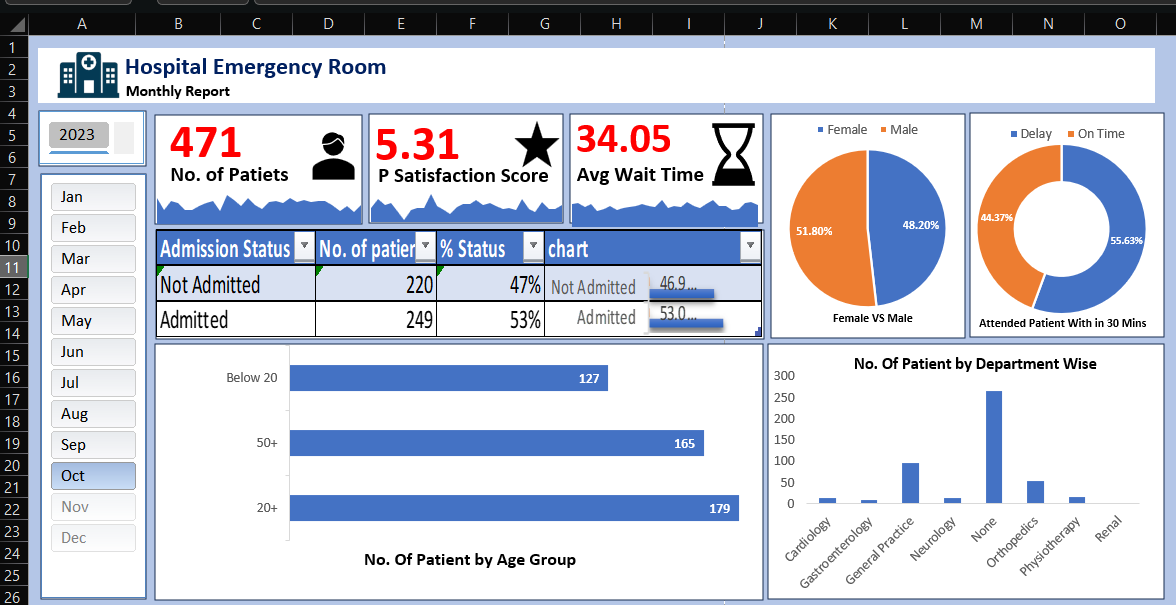 A B C D E F G H I J K L M N O
1
2
3
4
5
6
7
8
9
10
11
12
13
14
15
16
17
18
19
20
21
22
23
24
25
26
Hospital Emergency Room
Monthly Report
2023
Jan
Feb
Mar
Apr
May
Jun
Jul
Aug
Sep
Oct
Nov
Dec
471
No. of Patiets
5.31
P Satisfaction Score
34.05
Avg Wait Time
Admission Status No. of patier % Status chart
Not Admitted 220 47% Not Admitted 46.9...
Admitted 249 53% Admitted 53.0...
Female Male
51.80% 48.20%
Female VS Male
Delay On Time
44.37% 55.63%
Attended Patient With in 30 Mins
Below 20 127
50+ 165
20+ 179
No. Of Patient by Age Group
No. Of Patient by Department Wise
300
250
200
150
100
50
0
Cardiology
Gastroenterology
General Practice
Neurology
None
Orthopedics
Physiotherapy
Renal